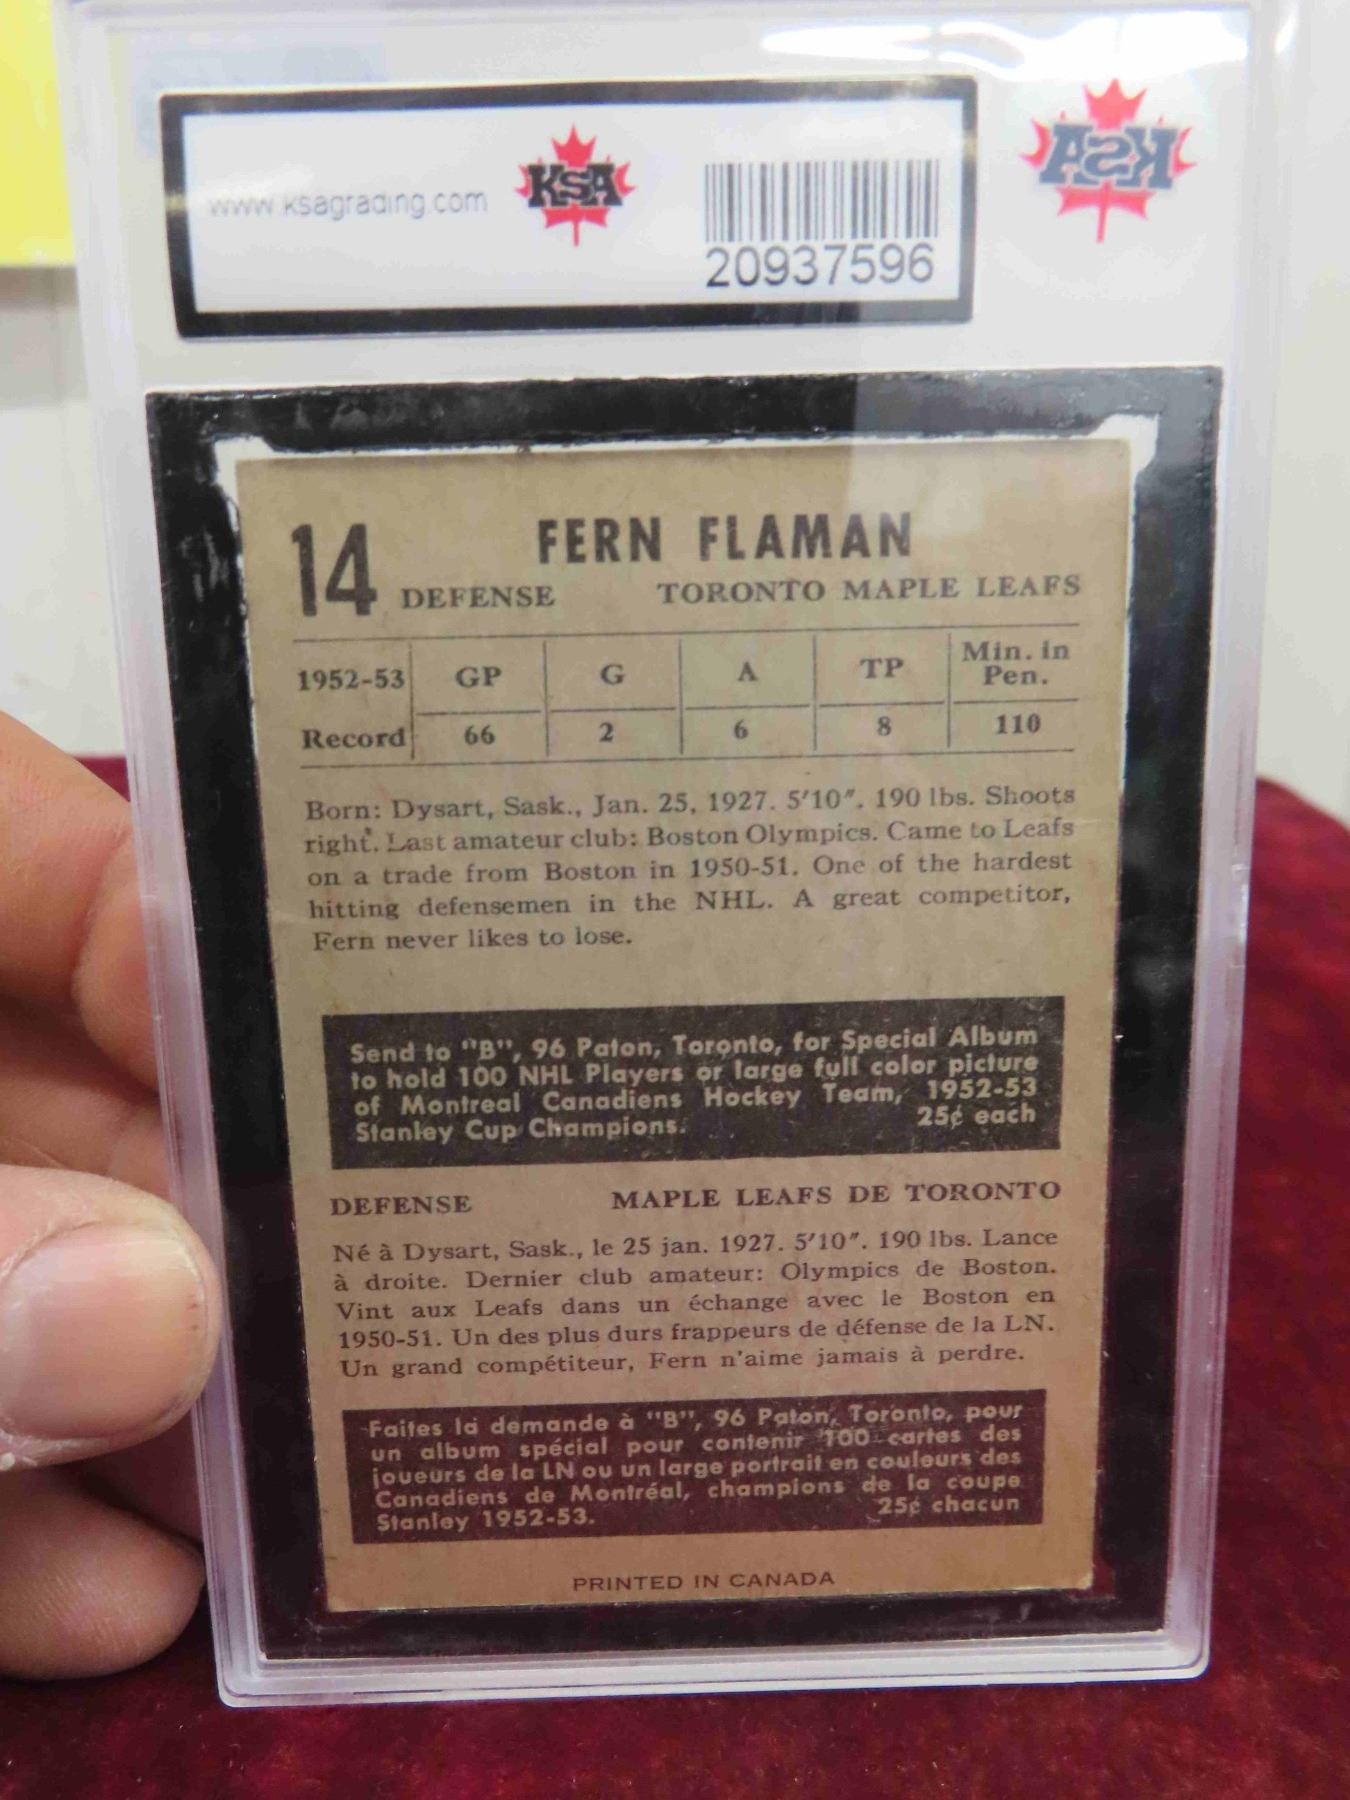 www.ksagrading.com
KSA
20937596
KSA
14
FERN FLAMAN
DEFENSE TORONTO MAPLE LEAFS
1952-53 GP G A TP Min. in Pen.
Record 66 2 6 8 110
Born: Dysart, Sask., Jan. 25, 1927. 5'10". 190 lbs. Shoots
right. Last amateur club: Boston Olympics. Came to Leafs
on a trade from Boston in 1950-51. One of the hardest
hitting defensemen in the NHL. A great competitor,
Fern never likes to lose.
Send to "B", 96 Paton, Toronto, for Special Album
to hold 100 NHL Players or large full color picture
of Montreal Canadiens Hockey Team, 1952-53
Stanley Cup Champions. 25¢ each
DEFENSE MAPLE LEAFS DE TORONTO
Né à Dysart, Sask., le 25 jan. 1927. 5'10". 190 lbs. Lance
à droite. Dernier club amateur: Olympics de Boston.
Vint aux Leafs dans un échange avec le Boston en
1950-51. Un des plus durs frappeurs de défense de la LN.
Un grand compétiteur, Fern n'aime jamais à perdre.
Faites la demande à "B", 96 Paton, Toronto, pour
un album spécial pour contenir 100 cartes des
joueurs de la LN ou un large portrait en couleurs des
Canadiens de Montréal, champions de la coupe
Stanley 1952-53. 25¢ chacun
PRINTED IN CANADA